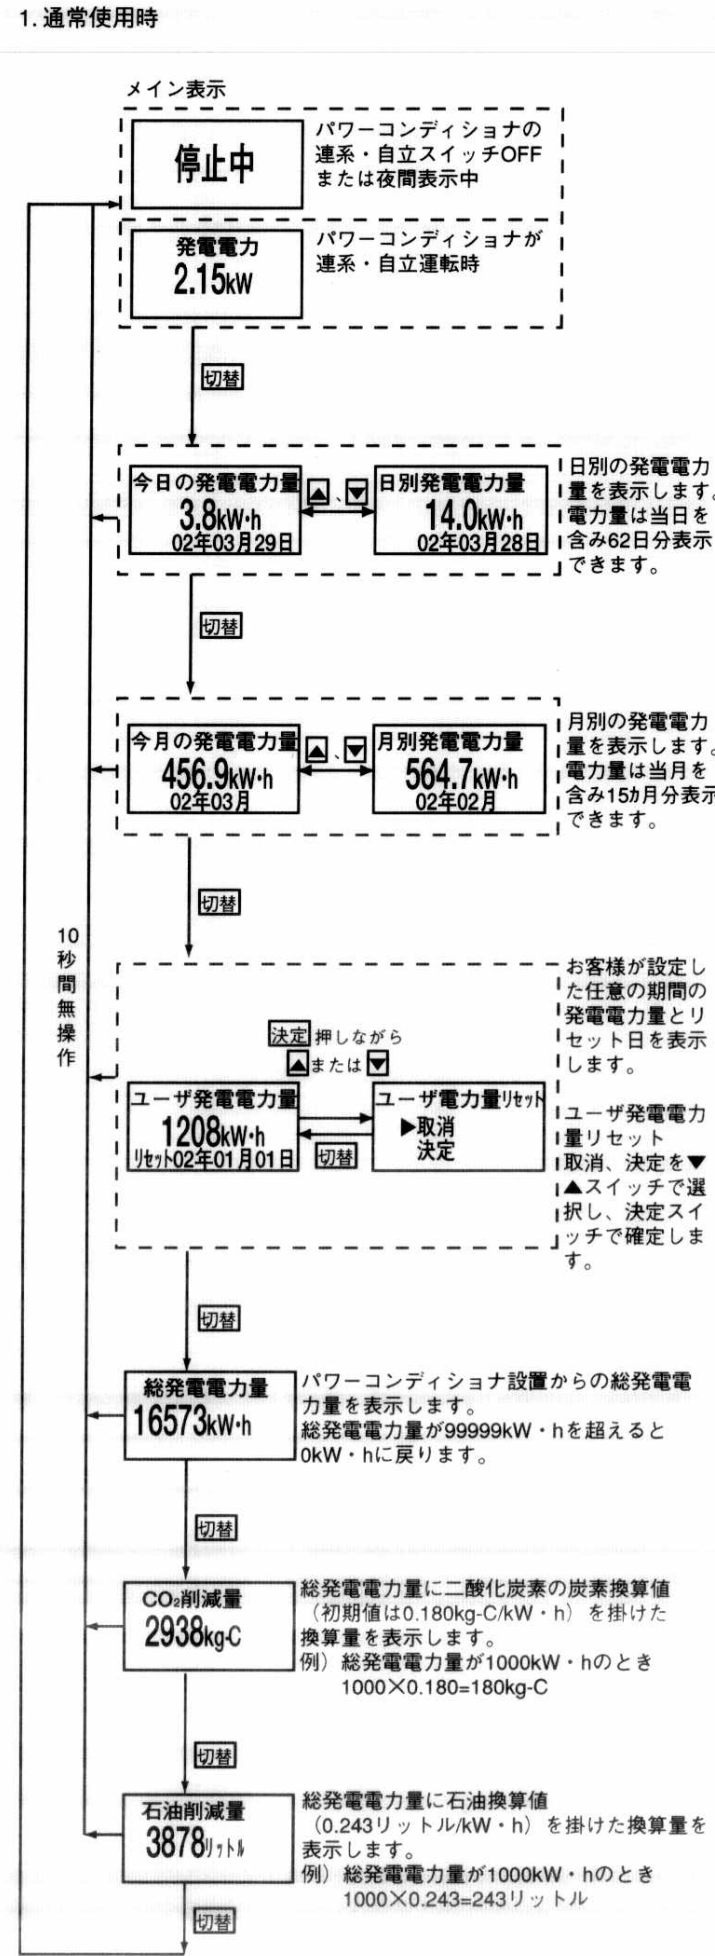 1. 通常使用時
メイン表示
停止中
パワーコンディショナの
連系・自立スイッチOFF
または夜間表示中
発電電力
2.15kW
パワーコンディショナが
連系・自立運転時
切替
今日の発電電力量
3.8kW·h
02年03月29日
▲、▼
日別発電電力量
14.0kW·h
02年03月28日
日別の発電電力
量を表示します。
電力量は当日を
含み62日分表示
できます。
切替
今月の発電電力量
456.9kW·h
02年03月
▲、▼
月別発電電力量
564.7kW·h
02年02月
月別の発電電力
量を表示します。
電力量は当月を
含み15ｶ月分表示
できます。
切替
10秒間無操作
お客様が設定し
た任意の期間の
発電電力量とリ
セット日を表示
します。
決定 押しながら
▲または▼
ユーザ発電電力量
1208kW·h
ﾘｾｯﾄ02年01月01日
切替
ユーザ電力量ﾘｾｯﾄ
▶取消
決定
ユーザ発電電力
量リセット
取消、決定を▼
▲スイッチで選
択し、決定スイ
ッチで確定しま
す。
切替
総発電電力量
16573kW·h
パワーコンディショナ設置からの総発電電
力量を表示します。
総発電電力量が99999kW・hを超えると
0kW・hに戻ります。
切替
CO₂削減量
2938kg-C
総発電電力量に二酸化炭素の炭素換算値
（初期値は0.180kg-C/kW・h）を掛けた
換算量を表示します。
例）総発電電力量が1000kW・hのとき
1000×0.180=180kg-C
切替
石油削減量
3878ﾘｯﾄﾙ
総発電電力量に石油換算値
（0.243リットル/kW・h）を掛けた換算量を
表示します。
例）総発電電力量が1000kW・hのとき
1000×0.243=243リットル
切替